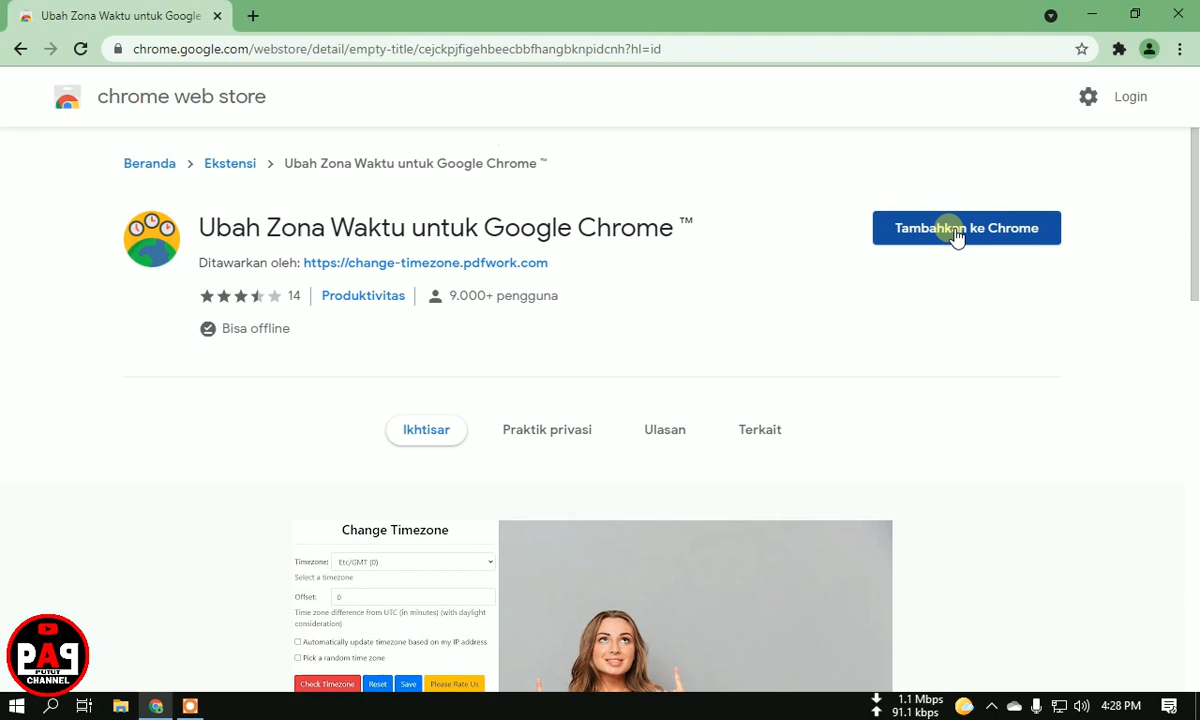 Ubah Zona Waktu untuk Google
chrome.google.com/webstore/detail/empty-title/cejckpjfigehbeecbbfhangbknpidcnh?hl=id
chrome web store
Login
Beranda > Ekstensi > Ubah Zona Waktu untuk Google Chrome ™
Ubah Zona Waktu untuk Google Chrome ™
Tambahkan ke Chrome
Ditawarkan oleh: https://change-timezone.pdfwork.com
14 | Produktivitas | 9.000+ pengguna
Bisa offline
Ikhtisar
Praktik privasi
Ulasan
Terkait
Change Timezone
Timezone: Etc/GMT (0)
Select a timezone
Offset: 0
Time zone difference from UTC (in minutes) (with daylight
consideration)
Automatically update timezone based on my IP address
Pick a random time zone
Check Timezone Reset Save Please Rate Us
PAP
PUTUT
CHANNEL
1.1 Mbps
91.1 kbps
4:28 PM